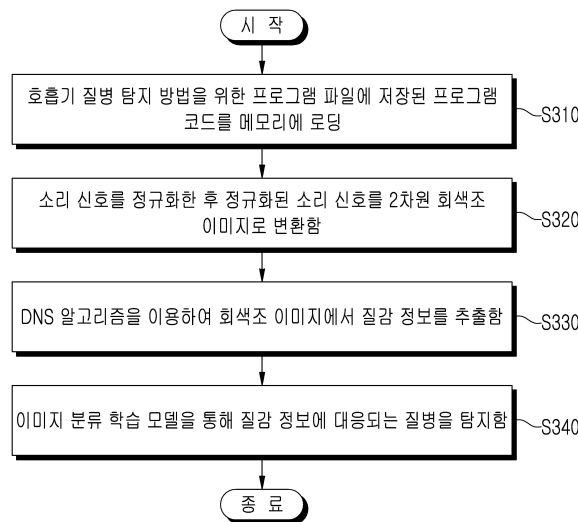 시 작
호흡기 질병 탐지 방법을 위한 프로그램 파일에 저장된 프로그램
코드를 메모리에 로딩
S310
소리 신호를 정규화한 후 정규화된 소리 신호를 2차원 회색조
이미지로 변환함
S320
DNS 알고리즘을 이용하여 회색조 이미지에서 질감 정보를 추출함
S330
이미지 분류 학습 모델을 통해 질감 정보에 대응되는 질병을 탐지함
S340
종 료